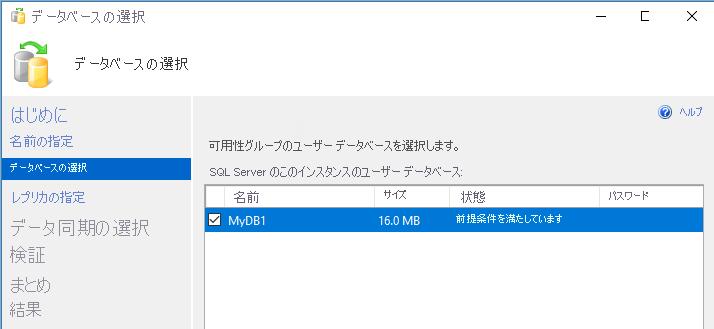 データベースの選択
データベースの選択
はじめに
名前の指定
データベースの選択
レプリカの指定
データ同期の選択
検証
まとめ
結果
ヘルプ
可用性グループのユーザー データベースを選択します。
SQL Server のこのインスタンスのユーザー データベース:
名前 サイズ 状態 パスワード
MyDB1 16.0 MB 前提条件を満たしています